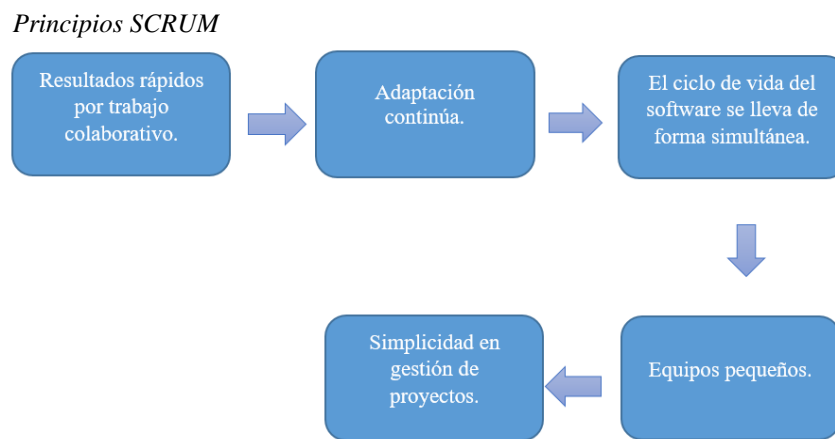 Principios SCRUM
Resultados rápidos
por trabajo
colaborativo.
Adaptación
continúa.
El ciclo de vida del
software se lleva de
forma simultánea.
Equipos pequeños.
Simplicidad en
gestión de
proyectos.